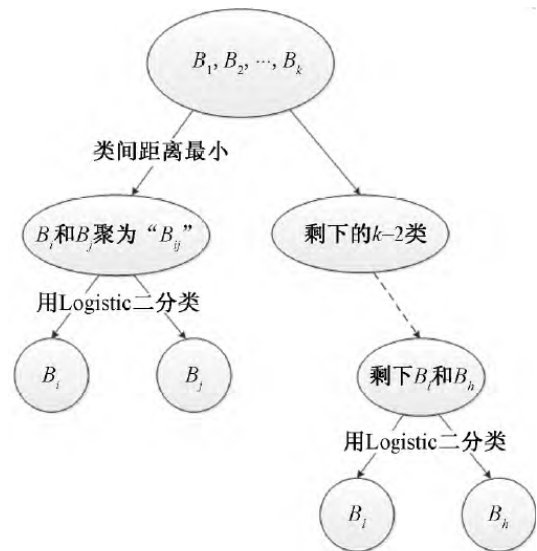 B₁, B₂, ⋯, Bₖ
类间距离最小
Bᵢ和Bⱼ聚为“Bᵢⱼ”
剩下的k−2类
用Logistic二分类
Bᵢ
Bⱼ
剩下Bₗ和Bₕ
用Logistic二分类
Bₗ
Bₕ